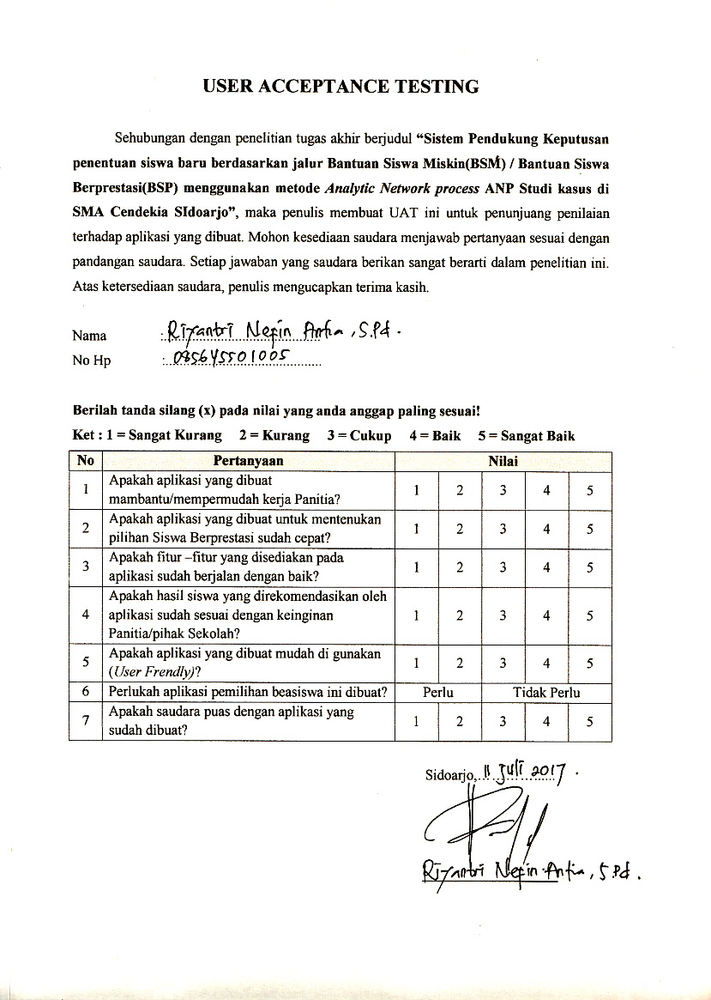 USER ACCEPTANCE TESTING
Sehubungan dengan penelitian tugas akhir berjudul “Sistem Pendukung Keputusan
penentuan siswa baru berdasarkan jalur Bantuan Siswa Miskin(BSM) / Bantuan Siswa
Berprestasi(BSP) menggunakan metode Analytic Network process ANP Studi kasus di
SMA Cendekia SIdoarjo”, maka penulis membuat UAT ini untuk penunjuang penilaian
terhadap aplikasi yang dibuat. Mohon kesediaan saudara menjawab pertanyaan sesuai dengan
pandangan saudara. Setiap jawaban yang saudara berikan sangat berarti dalam penelitian ini.
Atas ketersediaan saudara, penulis mengucapkan terima kasih.
Nama : Riyantri Nefin Anfia, S.Pd.
No Hp : 085645501005
Berilah tanda silang (x) pada nilai yang anda anggap paling sesuai!
Ket : 1 = Sangat Kurang 2 = Kurang 3 = Cukup 4 = Baik 5 = Sangat Baik
No Pertanyaan Nilai
1 Apakah aplikasi yang dibuat
mambantu/mempermudah kerja Panitia? 1 2 3 4 5
2 Apakah aplikasi yang dibuat untuk mentenukan
pilihan Siswa Berprestasi sudah cepat? 1 2 3 4 5
3 Apakah fitur –fitur yang disediakan pada
aplikasi sudah berjalan dengan baik? 1 2 3 4 5
Apakah hasil siswa yang direkomendasikan oleh
4 aplikasi sudah sesuai dengan keinginan 1 2 3 4 5
Panitia/pihak Sekolah?
5 Apakah aplikasi yang dibuat mudah di gunakan
(User Frendly)? 1 2 3 4 5
6 Perlukah aplikasi pemilihan beasiswa ini dibuat? Perlu Tidak Perlu
7 Apakah saudara puas dengan aplikasi yang
sudah dibuat? 1 2 3 4 5
Sidoarjo, 11 Juli 2017.
Riyantri Nefin Anfia, S.Pd.